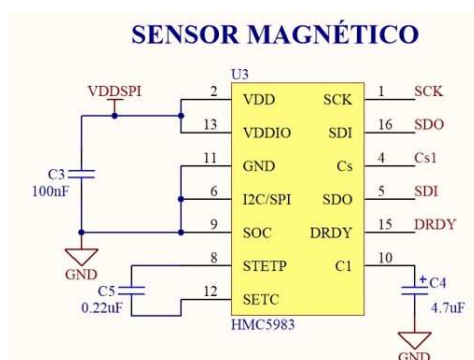 SENSOR MAGNÉTICO
U3
VDDSPI
2 VDD SCK 1 SCK
13 VDDIO SDI 16 SDO
11 GND Cs 4 Cs1
C3
100nF
6 I2C/SPI SDO 5 SDI
9 SOC DRDY 15 DRDY
GND
8 STETP C1 10
C5
0.22uF
12 SETC
+ C4
4.7uF
HMC5983
GND